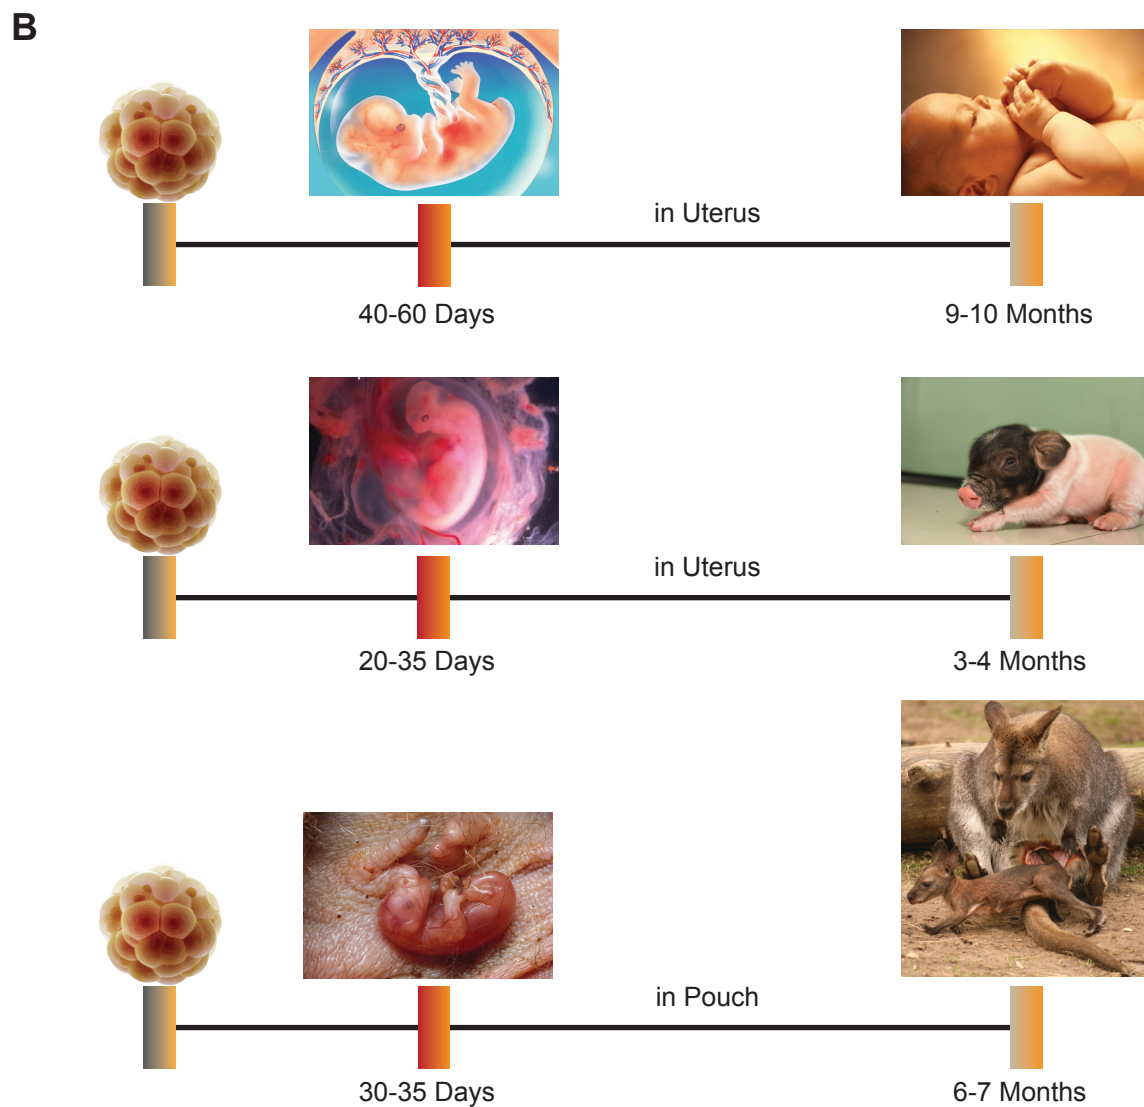 B
in Uterus
40-60 Days
9-10 Months
in Uterus
20-35 Days
3-4 Months
in Pouch
30-35 Days
6-7 Months